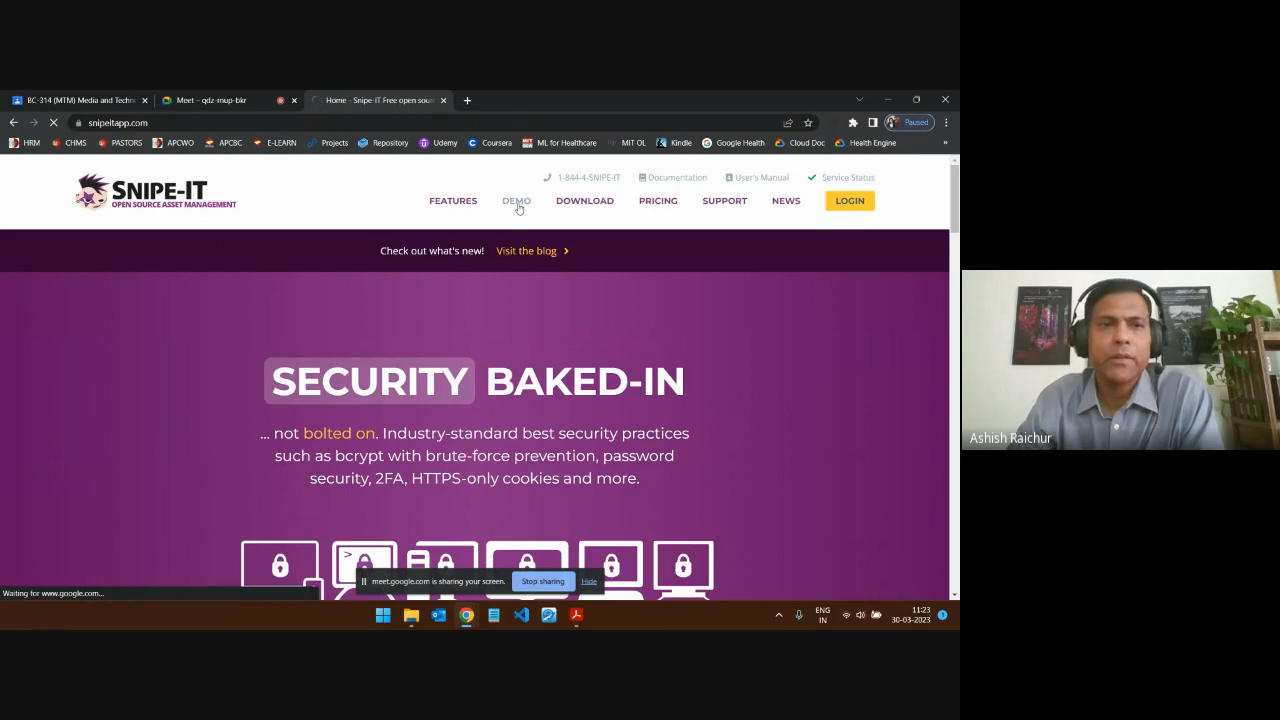 BC-314 (MTM) Media and Techn
Meet – qdz-mup-bkr
Home - Snipe-IT Free open sour
snipeitapp.com
Paused
HRM
CHMS
PASTORS
APCWO
APCBC
E-LEARN
Projects
Repository
Udemy
Coursera
ML for Healthcare
MIT OL
Kindle
Google Health
Cloud Doc
Health Engine
»
SNIPE-IT
OPEN SOURCE ASSET MANAGEMENT
1-844-4-SNIPE-IT
Documentation
User's Manual
Service Status
FEATURES
DEMO
DOWNLOAD
PRICING
SUPPORT
NEWS
LOGIN
Check out what's new! Visit the blog
SECURITY BAKED-IN
... not bolted on. Industry-standard best security practices
such as bcrypt with brute-force prevention, password
security, 2FA, HTTPS-only cookies and more.
meet.google.com is sharing your screen.
Stop sharing
Hide
Waiting for www.google.com...
ENG
IN
11:23
30-03-2023
Ashish Raichur